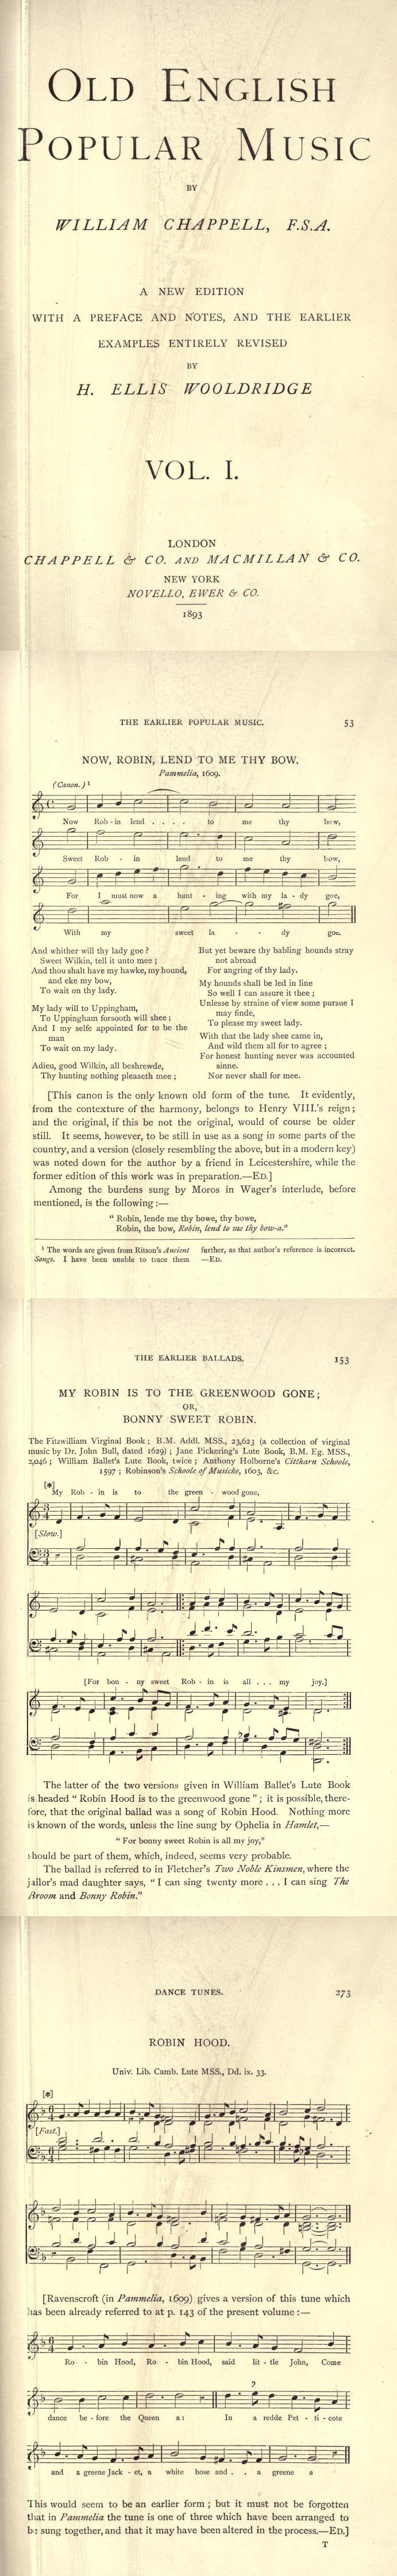 OLD ENGLISH
POPULAR MUSIC
BY
WILLIAM CHAPPELL, F.S.A.
A NEW EDITION
WITH A PREFACE AND NOTES, AND THE EARLIER
EXAMPLES ENTIRELY REVISED
BY
H. ELLIS WOOLDRIDGE
VOL. I.
LONDON
CHAPPELL & CO. AND MACMILLAN & CO.
NEW YORK
NOVELLO, EWER & CO.
1893
THE EARLIER POPULAR MUSIC. 53
NOW, ROBIN, LEND TO ME THY BOW.
Pammelia, 1609.
(Canon.) 1
Now Rob - in lend . . . . to me thy bow,
Sweet Rob - in lend to me thy bow,
For I must now a hunt - ing with my la - dy goe,
With my sweet la - - dy goe.
And whither will thy lady goe?
Sweet Wilkin, tell it unto mee;
And thou shalt have my hawke, my hound,
and eke my bow,
To wait on thy lady.
My lady will to Uppingham,
To Uppingham forsooth will shee;
And I my selfe appointed for to be the
man
To wait on my lady.
Adieu, good Wilkin, all beshrewde,
Thy hunting nothing pleaseth mee;
But yet beware thy babling hounds stray
not abroad
For angring of thy lady.
My hounds shall be led in line
So well I can assure it thee;
Unlesse by straine of view some pursue I
may finde,
To please my sweet lady.
With that the lady shee came in,
And wild them all for to agree;
For honest hunting never was accounted
sinne.
Nor never shall for mee.
[This canon is the only known old form of the tune. It evidently,
from the contexture of the harmony, belongs to Henry VIII.'s reign;
and the original, if this be not the original, would of course be older
still. It seems, however, to be still in use as a song in some parts of the
country, and a version (closely resembling the above, but in a modern key)
was noted down for the author by a friend in Leicestershire, while the
former edition of this work was in preparation.—ED.]
Among the burdens sung by Moros in Wager's interlude, before
mentioned, is the following:—
"Robin, lende me thy bowe, thy bowe,
Robin, the bow, Robin, lend to me thy bow-a."
1 The words are given from Ritson's Ancient
Songs. I have been unable to trace them
further, as that author's reference is incorrect.
—ED.
THE EARLIER BALLADS. 153
MY ROBIN IS TO THE GREENWOOD GONE;
OR,
BONNY SWEET ROBIN.
The Fitzwilliam Virginal Book; B.M. Addl. MSS., 23,623 (a collection of virginal
music by Dr. John Bull, dated 1629); Jane Pickering's Lute Book, B.M. Eg. MSS.,
2,046; William Ballet's Lute Book, twice; Anthony Holborne's Cittharn Schoole,
1597; Robinson's Schoole of Musicke, 1603, &c.
[*]
My Rob - in is to the green - wood gone,
[Slow.]
[For bon - ny sweet Rob - in is all . . . my joy.]
The latter of the two versions given in William Ballet's Lute Book
is headed "Robin Hood is to the greenwood gone"; it is possible, there-
fore, that the original ballad was a song of Robin Hood. Nothing more
is known of the words, unless the line sung by Ophelia in Hamlet,—
"For bonny sweet Robin is all my joy,"
should be part of them, which, indeed, seems very probable.
The ballad is referred to in Fletcher's Two Noble Kinsmen, where the
jailor's mad daughter says, "I can sing twenty more . . . I can sing The
Broom and Bonny Robin."
DANCE TUNES. 273
ROBIN HOOD.
Univ. Lib. Camb. Lute MSS., Dd. ix. 33.
[*]
[Fast.]
[Ravenscroft (in Pammelia, 1609) gives a version of this tune which
has been already referred to at p. 143 of the present volume:—
Ro - bin Hood, Ro - bin Hood, said lit - tle John, Come
dance be - fore the Queen a: In a redde Pet - ti - cote
and a greene Jack - et, a white hose and . . a greene a
This would seem to be an earlier form; but it must not be forgotten
that in Pammelia the tune is one of three which have been arranged to
be sung together, and that it may have been altered in the process.—ED.]
T